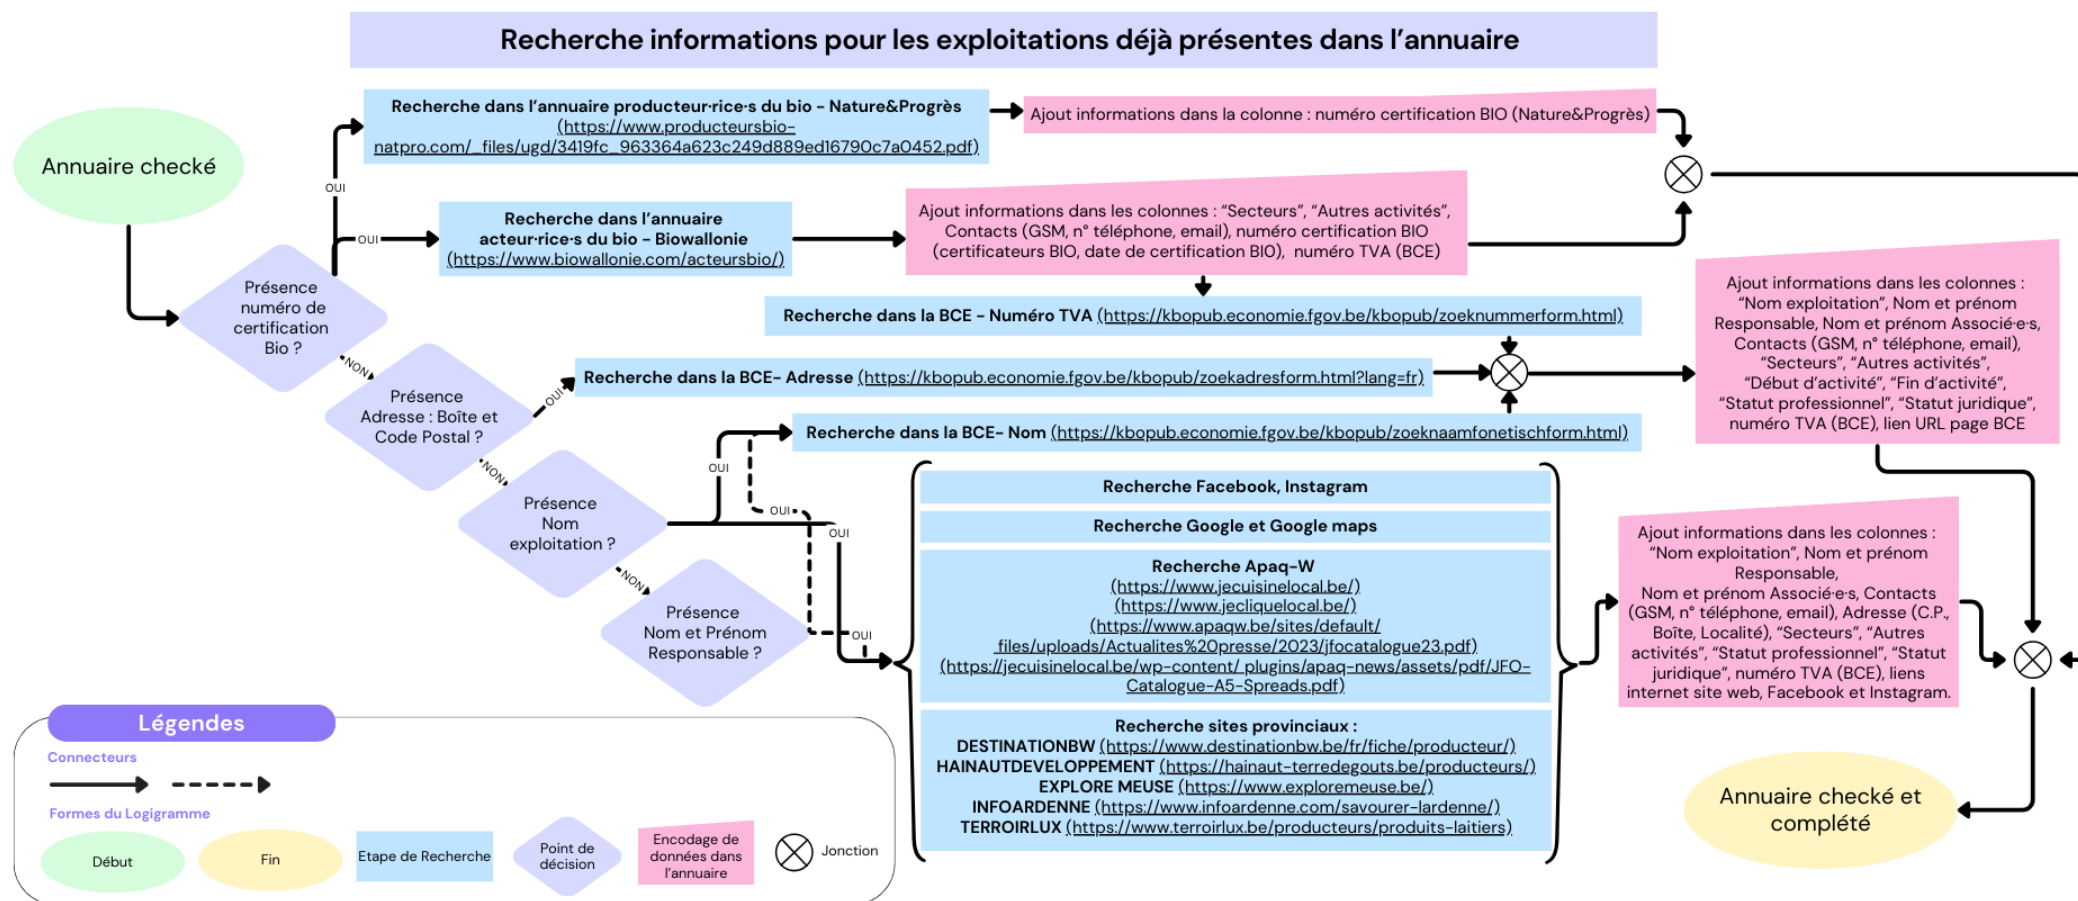 Recherche informations pour les exploitations déjà présentes dans l'annuaire
Annuaire checké
Recherche dans l'annuaire producteur·rice·s du bio - Nature&Progrès
(https://www.producteursbio-
natpro.com/_files/ugd/3419fc_963364a623c249d889ed16790c7a0452.pdf)
Ajout informations dans la colonne : numéro certification BIO (Nature&Progrès)
OUI
OUI
Recherche dans l'annuaire
acteur·rice·s du bio - Biowallonie
(https://www.biowallonie.com/acteursbio/)
Ajout informations dans les colonnes : "Secteurs", "Autres activités",
Contacts (GSM, n° téléphone, email), numéro certification BIO
(certificateurs BIO, date de certification BIO), numéro TVA (BCE)
Présence
numéro de
certification
Bio ?
NON
Recherche dans la BCE - Numéro TVA (https://kbopub.economie.fgov.be/kbopub/zoeknummerform.html)
Présence
Adresse : Boîte et
Code Postal ?
OUI
NON
Recherche dans la BCE- Adresse (https://kbopub.economie.fgov.be/kbopub/zoekadresform.html?lang=fr)
Ajout informations dans les colonnes :
"Nom exploitation", Nom et prénom
Responsable, Nom et prénom Associé·e·s,
Contacts (GSM, n° téléphone, email),
"Secteurs", "Autres activités",
"Début d'activité", "Fin d'activité",
"Statut professionnel", "Statut juridique",
numéro TVA (BCE), lien URL page BCE
Recherche dans la BCE- Nom (https://kbopub.economie.fgov.be/kbopub/zoeknaamfonetischform.html)
Présence
Nom
exploitation ?
OUI
OUI
OUI
NON
Présence
Nom et Prénom
Responsable ?
OUI
Recherche Facebook, Instagram
Recherche Google et Google maps
Recherche Apaq-W
(https://www.jecuisinelocal.be/)
(https://www.jecliquelocal.be/)
(https://www.apaqw.be/sites/default/
files/uploads/Actualites%20presse/2023/jfocatalogue23.pdf)
(https://jecuisinelocal.be/wp-content/ plugins/apaq-news/assets/pdf/JFO-
Catalogue-A5-Spreads.pdf)
Recherche sites provinciaux :
DESTINATIONBW (https://www.destinationbw.be/fr/fiche/producteur/)
HAINAUTDEVELOPPEMENT (https://hainaut-terredegouts.be/producteurs/)
EXPLORE MEUSE (https://www.exploremeuse.be/)
INFOARDENNE (https://www.infoardenne.com/savourer-lardenne/)
TERROIRLUX (https://www.terroirlux.be/producteurs/produits-laitiers)
Ajout informations dans les colonnes :
"Nom exploitation", Nom et prénom
Responsable,
Nom et prénom Associé·e·s, Contacts
(GSM, n° téléphone, email), Adresse (C.P.,
Boîte, Localité), "Secteurs", "Autres
activités", "Statut professionnel", "Statut
juridique", numéro TVA (BCE), liens
internet site web, Facebook et Instagram.
Annuaire checké et
complété
Légendes
Connecteurs
Formes du Logigramme
Début
Fin
Etape de Recherche
Point de
décision
Encodage de
données dans
l'annuaire
Jonction